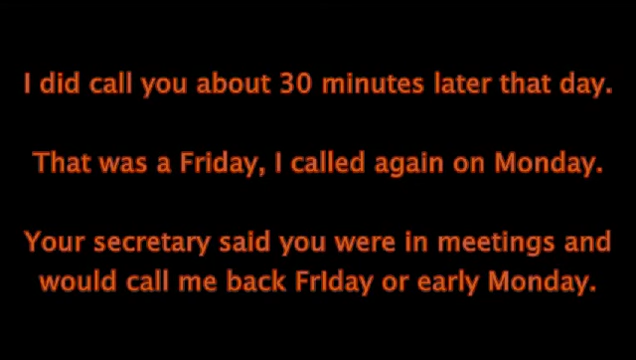 I did call you about 30 minutes later that day.
That was a Friday, I called again on Monday.
Your secretary said you were in meetings and
would call me back FrIday or early Monday.